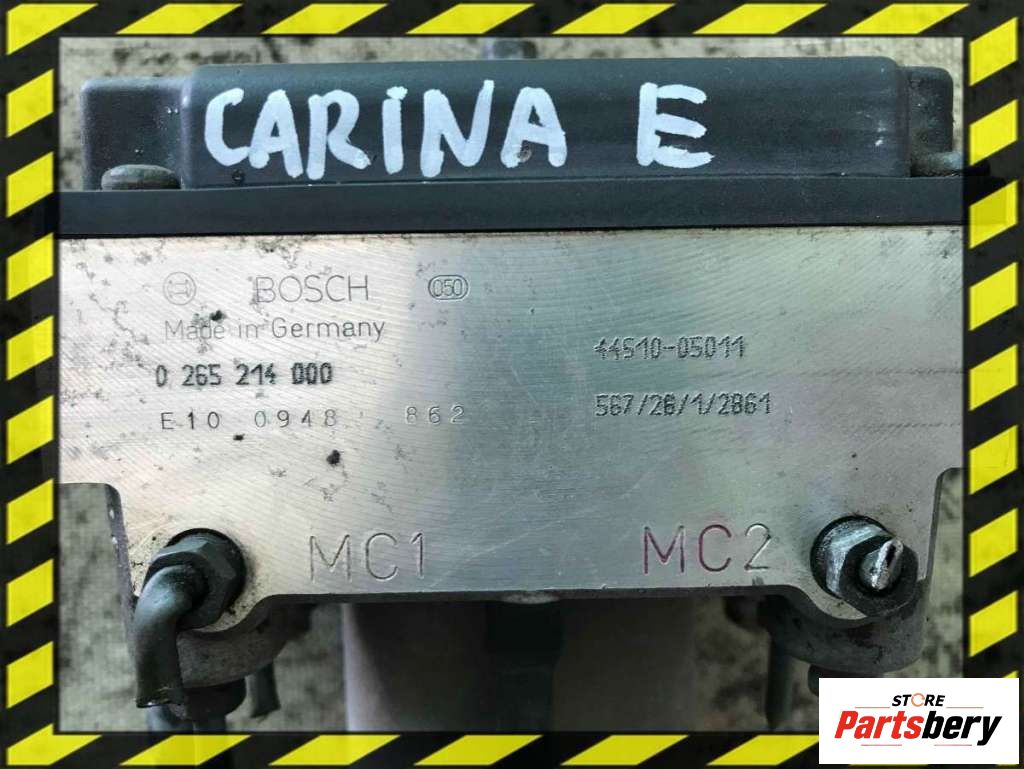 CARINA E
BOSCH 050
Made in Germany
44510-05011
0 265 214 000
567/26/1/2861
E10 0948 862
MC1 MC2
STORE
Partsbery